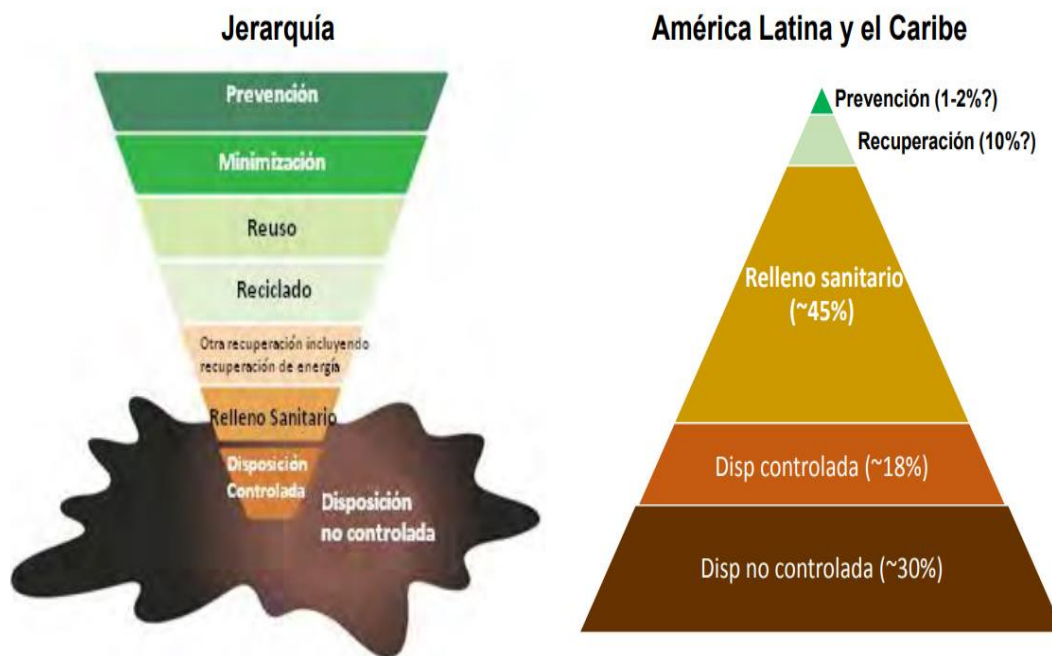 Jerarquía
Prevención
Minimización
Reuso
Reciclado
Otra recuperación incluyendo
recuperación de energía
Relleno Sanitario
Disposición
Controlada
Disposición
no controlada
América Latina y el Caribe
Prevención (1-2%?)
Recuperación (10%?)
Relleno sanitario
(~45%)
Disp controlada (~18%)
Disp no controlada (~30%)